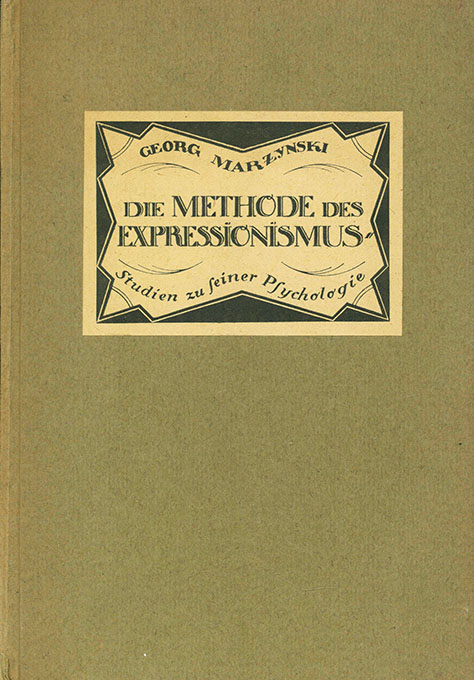 GEORG MARZYNSKI
DIE METHODE DES
EXPRESSIONISMUS
Studien zu ſeiner Pſychologie